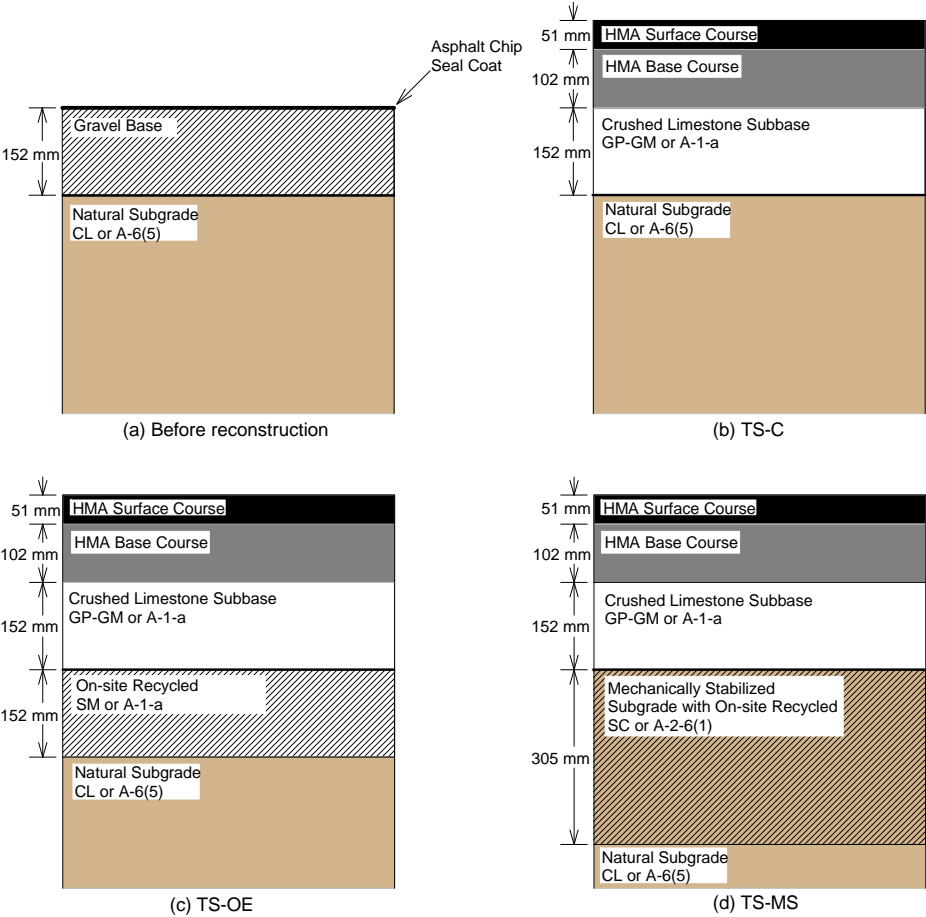 Asphalt Chip
Seal Coat
Gravel Base
152 mm
Natural Subgrade
CL or A-6(5)
(a) Before reconstruction
51 mm
HMA Surface Course
HMA Base Course
102 mm
Crushed Limestone Subbase
GP-GM or A-1-a
152 mm
Natural Subgrade
CL or A-6(5)
(b) TS-C
51 mm
HMA Surface Course
HMA Base Course
102 mm
Crushed Limestone Subbase
GP-GM or A-1-a
152 mm
On-site Recycled
SM or A-1-a
152 mm
Natural Subgrade
CL or A-6(5)
(c) TS-OE
51 mm
HMA Surface Course
HMA Base Course
102 mm
Crushed Limestone Subbase
GP-GM or A-1-a
152 mm
Mechanically Stabilized
Subgrade with On-site Recycled
SC or A-2-6(1)
305 mm
Natural Subgrade
CL or A-6(5)
(d) TS-MS